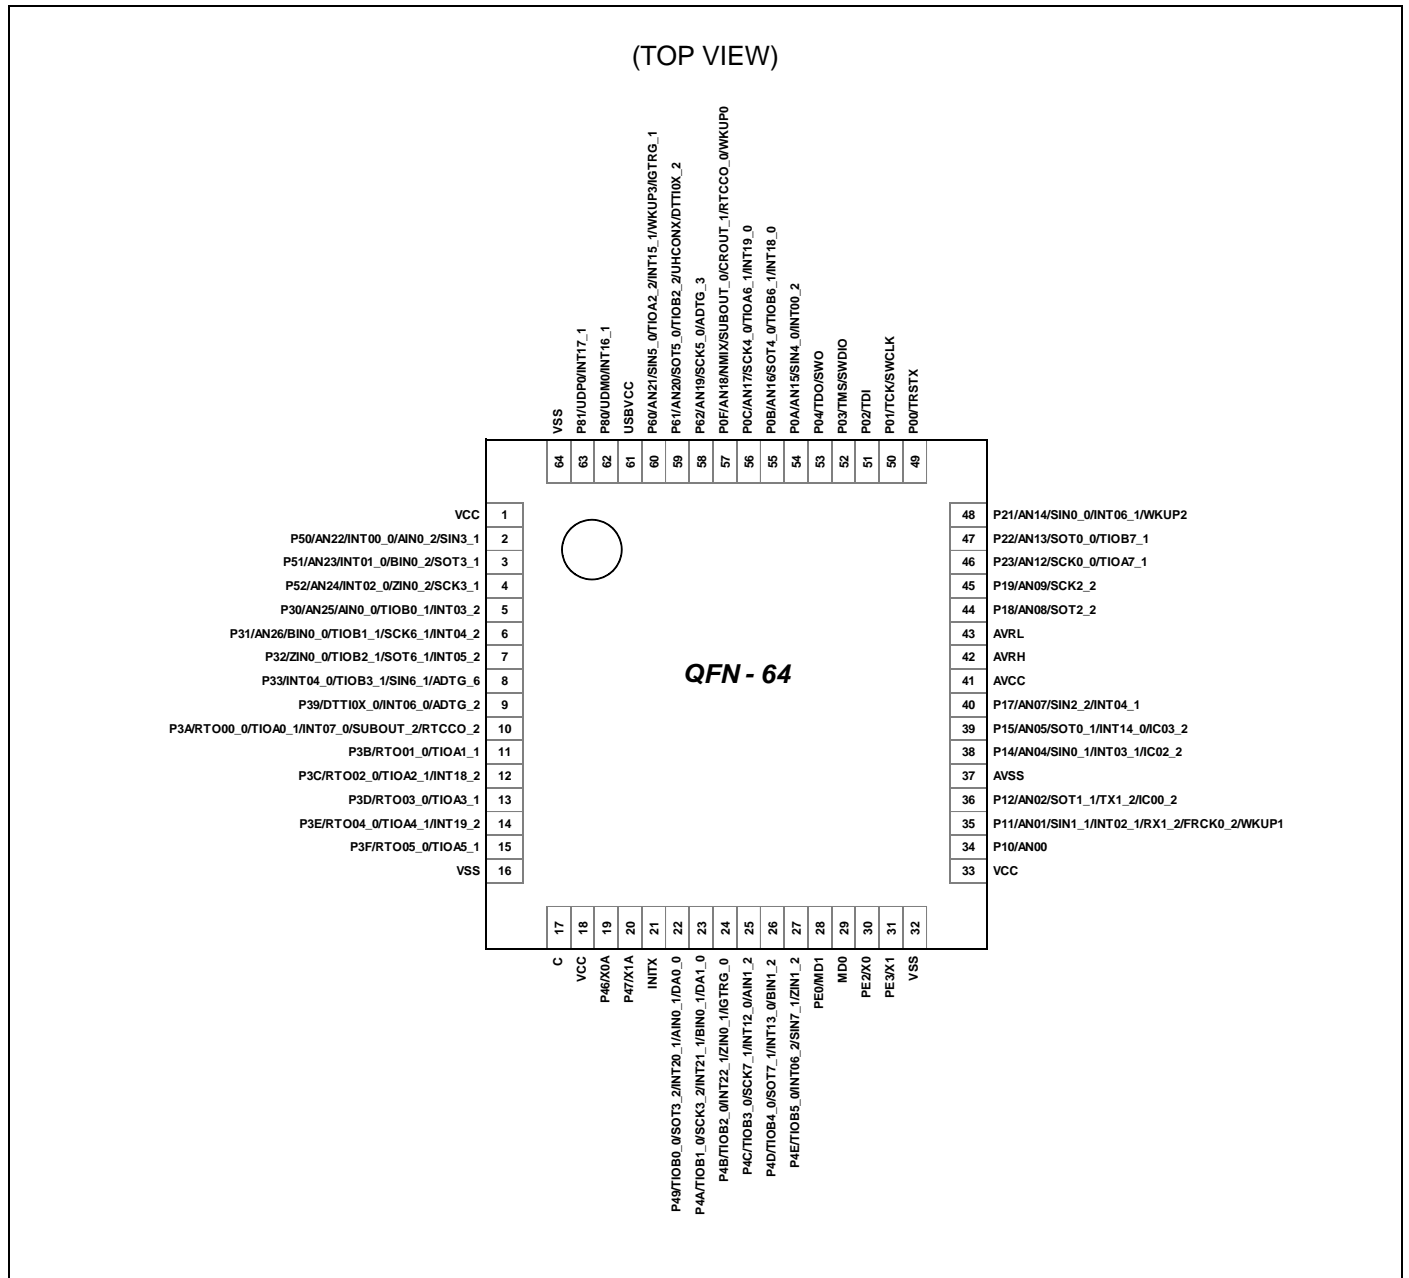 (TOP VIEW)
VSS
P81/UDP0/INT17_1
P80/UDM0/INT16_1
USBVCC
P60/AN21/SIN5_0/TIOA2_2/INT15_1/WKUP3/IGTRG_1
P61/AN20/SOT5_0/TIOB2_2/UHCONX/DTTI0X_2
P62/AN19/SCK5_0/ADTG_3
P0F/AN18/NMIX/SUBOUT_0/CROUT_1/RTCCO_0/WKUP0
P0C/AN17/SCK4_0/TIOA6_1/INT19_0
P0B/AN16/SOT4_0/TIOB6_1/INT18_0
P0A/AN15/SIN4_0/INT00_2
P04/TDO/SWO
P03/TMS/SWDIO
P02/TDI
P01/TCK/SWCLK
P00/TRSTX
64 63 62 61 60 59 58 57 56 55 54 53 52 51 50 49
VCC 1
P50/AN22/INT00_0/AIN0_2/SIN3_1 2
P51/AN23/INT01_0/BIN0_2/SOT3_1 3
P52/AN24/INT02_0/ZIN0_2/SCK3_1 4
P30/AN25/AIN0_0/TIOB0_1/INT03_2 5
P31/AN26/BIN0_0/TIOB1_1/SCK6_1/INT04_2 6
P32/ZIN0_0/TIOB2_1/SOT6_1/INT05_2 7
P33/INT04_0/TIOB3_1/SIN6_1/ADTG_6 8
P39/DTTI0X_0/INT06_0/ADTG_2 9
P3A/RTO00_0/TIOA0_1/INT07_0/SUBOUT_2/RTCCO_2 10
P3B/RTO01_0/TIOA1_1 11
P3C/RTO02_0/TIOA2_1/INT18_2 12
P3D/RTO03_0/TIOA3_1 13
P3E/RTO04_0/TIOA4_1/INT19_2 14
P3F/RTO05_0/TIOA5_1 15
VSS 16
QFN - 64
48 P21/AN14/SIN0_0/INT06_1/WKUP2
47 P22/AN13/SOT0_0/TIOB7_1
46 P23/AN12/SCK0_0/TIOA7_1
45 P19/AN09/SCK2_2
44 P18/AN08/SOT2_2
43 AVRL
42 AVRH
41 AVCC
40 P17/AN07/SIN2_2/INT04_1
39 P15/AN05/SOT0_1/INT14_0/IC03_2
38 P14/AN04/SIN0_1/INT03_1/IC02_2
37 AVSS
36 P12/AN02/SOT1_1/TX1_2/IC00_2
35 P11/AN01/SIN1_1/INT02_1/RX1_2/FRCK0_2/WKUP1
34 P10/AN00
33 VCC
17 18 19 20 21 22 23 24 25 26 27 28 29 30 31 32
C
VCC
P46/X0A
P47/X1A
INITX
P49/TIOB0_0/SOT3_2/INT20_1/AIN0_1/DA0_0
P4A/TIOB1_0/SCK3_2/INT21_1/BIN0_1/DA1_0
P4B/TIOB2_0/INT22_1/ZIN0_1/IGTRG_0
P4C/TIOB3_0/SCK7_1/INT12_0/AIN1_2
P4D/TIOB4_0/SOT7_1/INT13_0/BIN1_2
P4E/TIOB5_0/INT06_2/SIN7_1/ZIN1_2
PE0/MD1
MD0
PE2/X0
PE3/X1
VSS